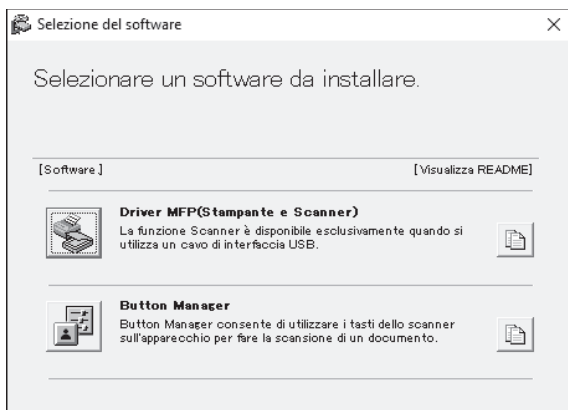 Selezione del software
Selezionare un software da installare.
[Software] [Visualizza README]
Driver MFP(Stampante e Scanner)
La funzione Scanner è disponibile esclusivamente quando si
utilizza un cavo di interfaccia USB.
Button Manager
Button Manager consente di utilizzare i tasti dello scanner
sull'apparecchio per fare la scansione di un documento.